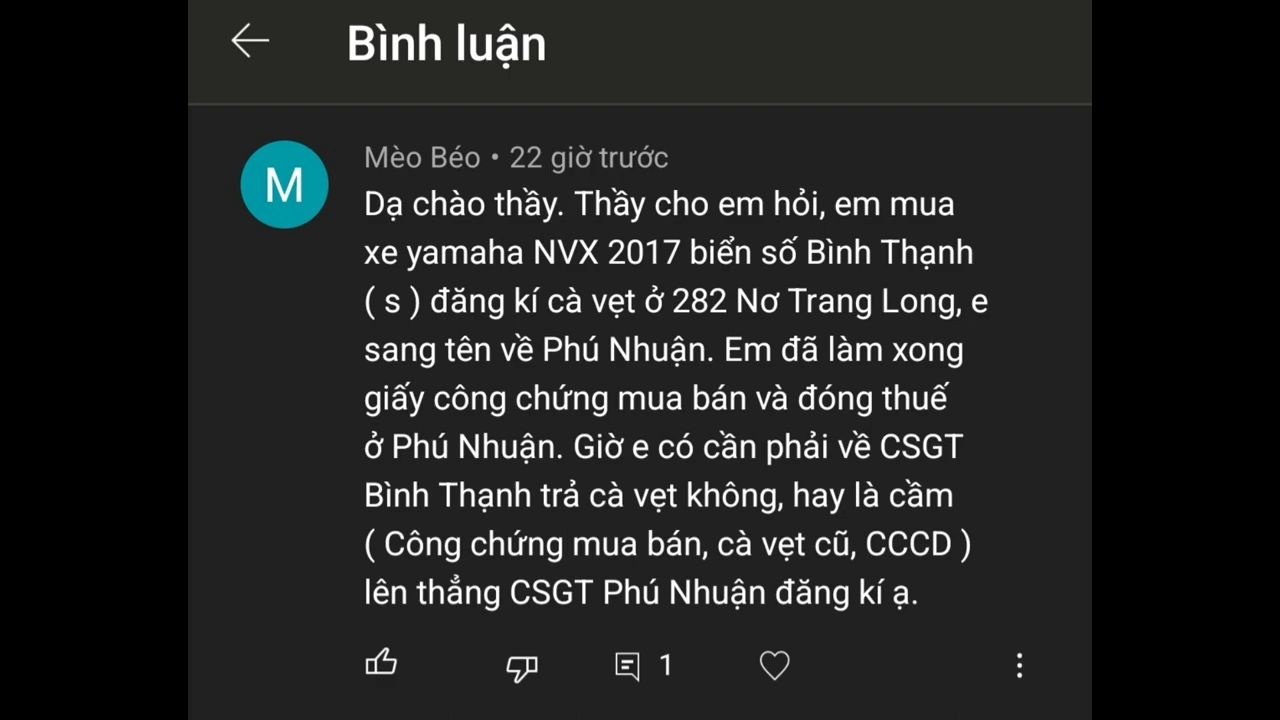 Bình luận
M
Mèo Béo • 22 giờ trước
Dạ chào thầy. Thầy cho em hỏi, em mua
xe yamaha NVX 2017 biển số Bình Thạnh
( s ) đăng kí cà vẹt ở 282 Nơ Trang Long, e
sang tên về Phú Nhuận. Em đã làm xong
giấy công chứng mua bán và đóng thuế
ở Phú Nhuận. Giờ e có cần phải về CSGT
Bình Thạnh trả cà vẹt không, hay là cầm
( Công chứng mua bán, cà vẹt cũ, CCCD )
lên thẳng CSGT Phú Nhuận đăng kí ạ.
1